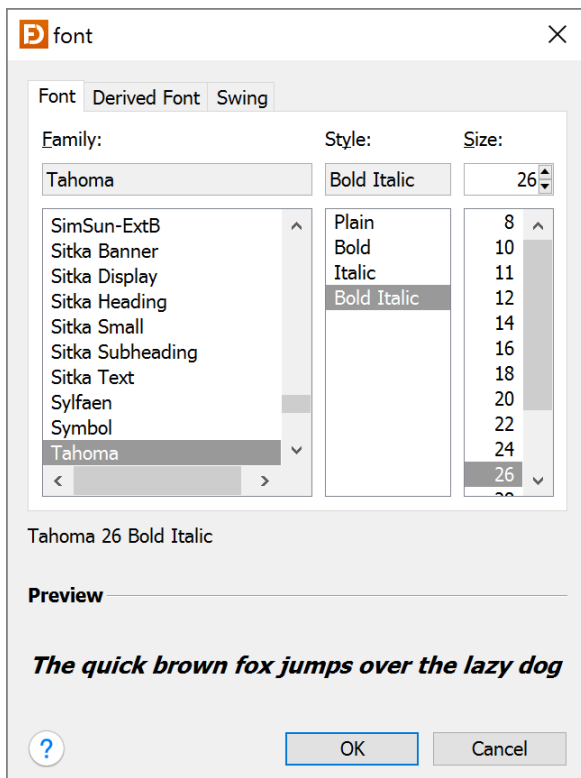 font
Font Derived Font Swing
Family: Style: Size:
Tahoma Bold Italic 26
SimSun-ExtB
Sitka Banner
Sitka Display
Sitka Heading
Sitka Small
Sitka Subheading
Sitka Text
Sylfaen
Symbol
Tahoma
Plain
Bold
Italic
Bold Italic
8
10
11
12
14
16
18
20
22
24
26
Tahoma 26 Bold Italic
Preview
The quick brown fox jumps over the lazy dog
? OK Cancel